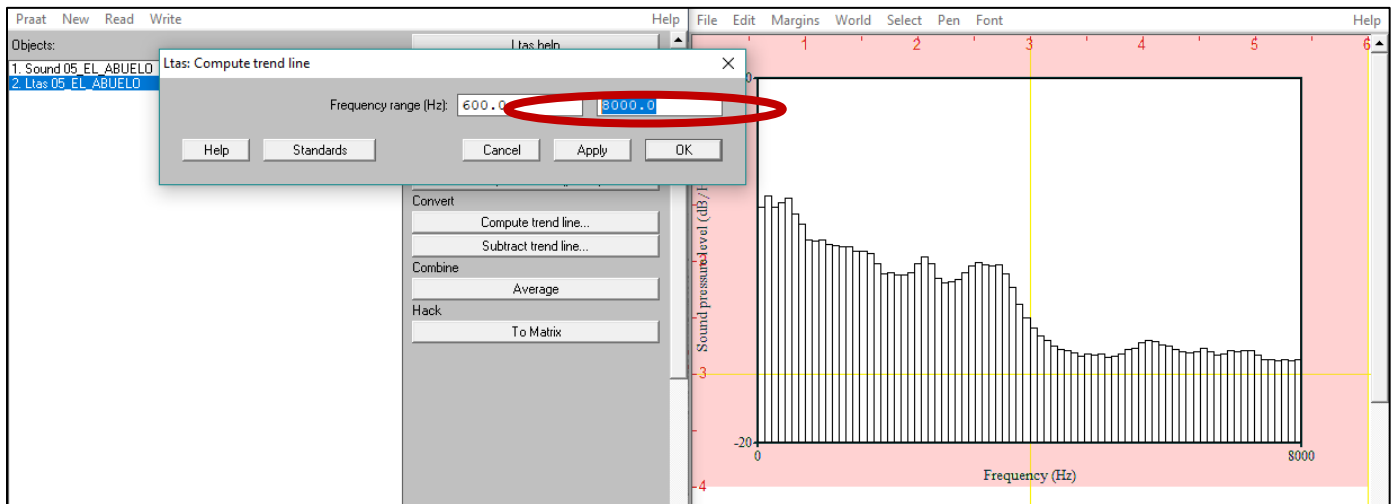 Praat New Read Write Help
Objects:
1. Sound 05_EL_ABUELO
2. Ltas 05_EL_ABUELO
Ltas help
Ltas: Compute trend line
Frequency range (Hz): 600.0 8000.0
Help Standards Cancel Apply OK
Convert
Compute trend line...
Subtract trend line...
Combine
Average
Hack
To Matrix
File Edit Margins World Select Pen Font Help
1 2 3 4 5 6
Sound pressure level (dB/
3
4
-20
0 8000
Frequency (Hz)